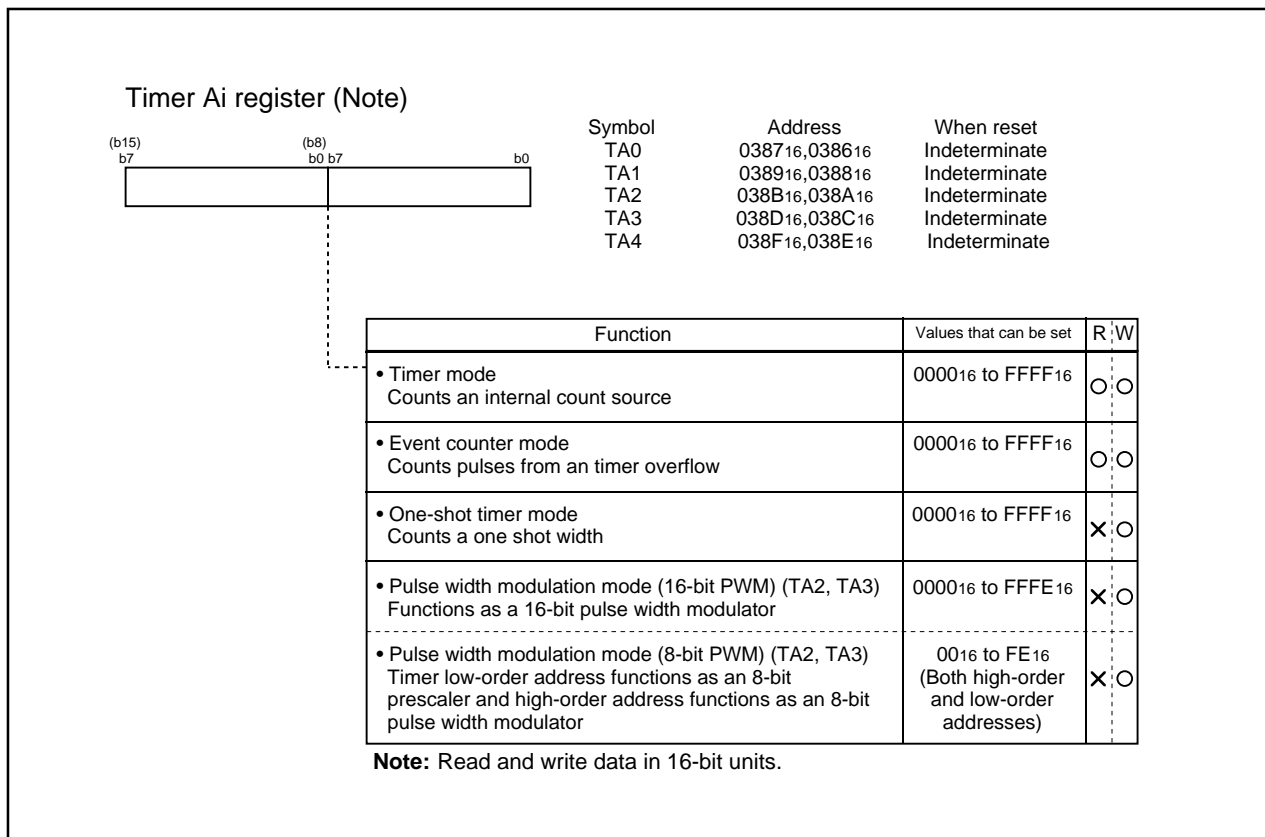 Timer Ai register (Note)
(b15) (b8)
b7 b0 b7 b0
Symbol Address When reset
TA0 038716,038616 Indeterminate
TA1 038916,038816 Indeterminate
TA2 038B16,038A16 Indeterminate
TA3 038D16,038C16 Indeterminate
TA4 038F16,038E16 Indeterminate
Function Values that can be set R W
• Timer mode 000016 to FFFF16
Counts an internal count source
• Event counter mode 000016 to FFFF16
Counts pulses from an timer overflow
• One-shot timer mode 000016 to FFFF16
Counts a one shot width
• Pulse width modulation mode (16-bit PWM) (TA2, TA3) 000016 to FFFE16
Functions as a 16-bit pulse width modulator
• Pulse width modulation mode (8-bit PWM) (TA2, TA3) 0016 to FE16
Timer low-order address functions as an 8-bit (Both high-order
prescaler and high-order address functions as an 8-bit and low-order
pulse width modulator addresses)
Note: Read and write data in 16-bit units.